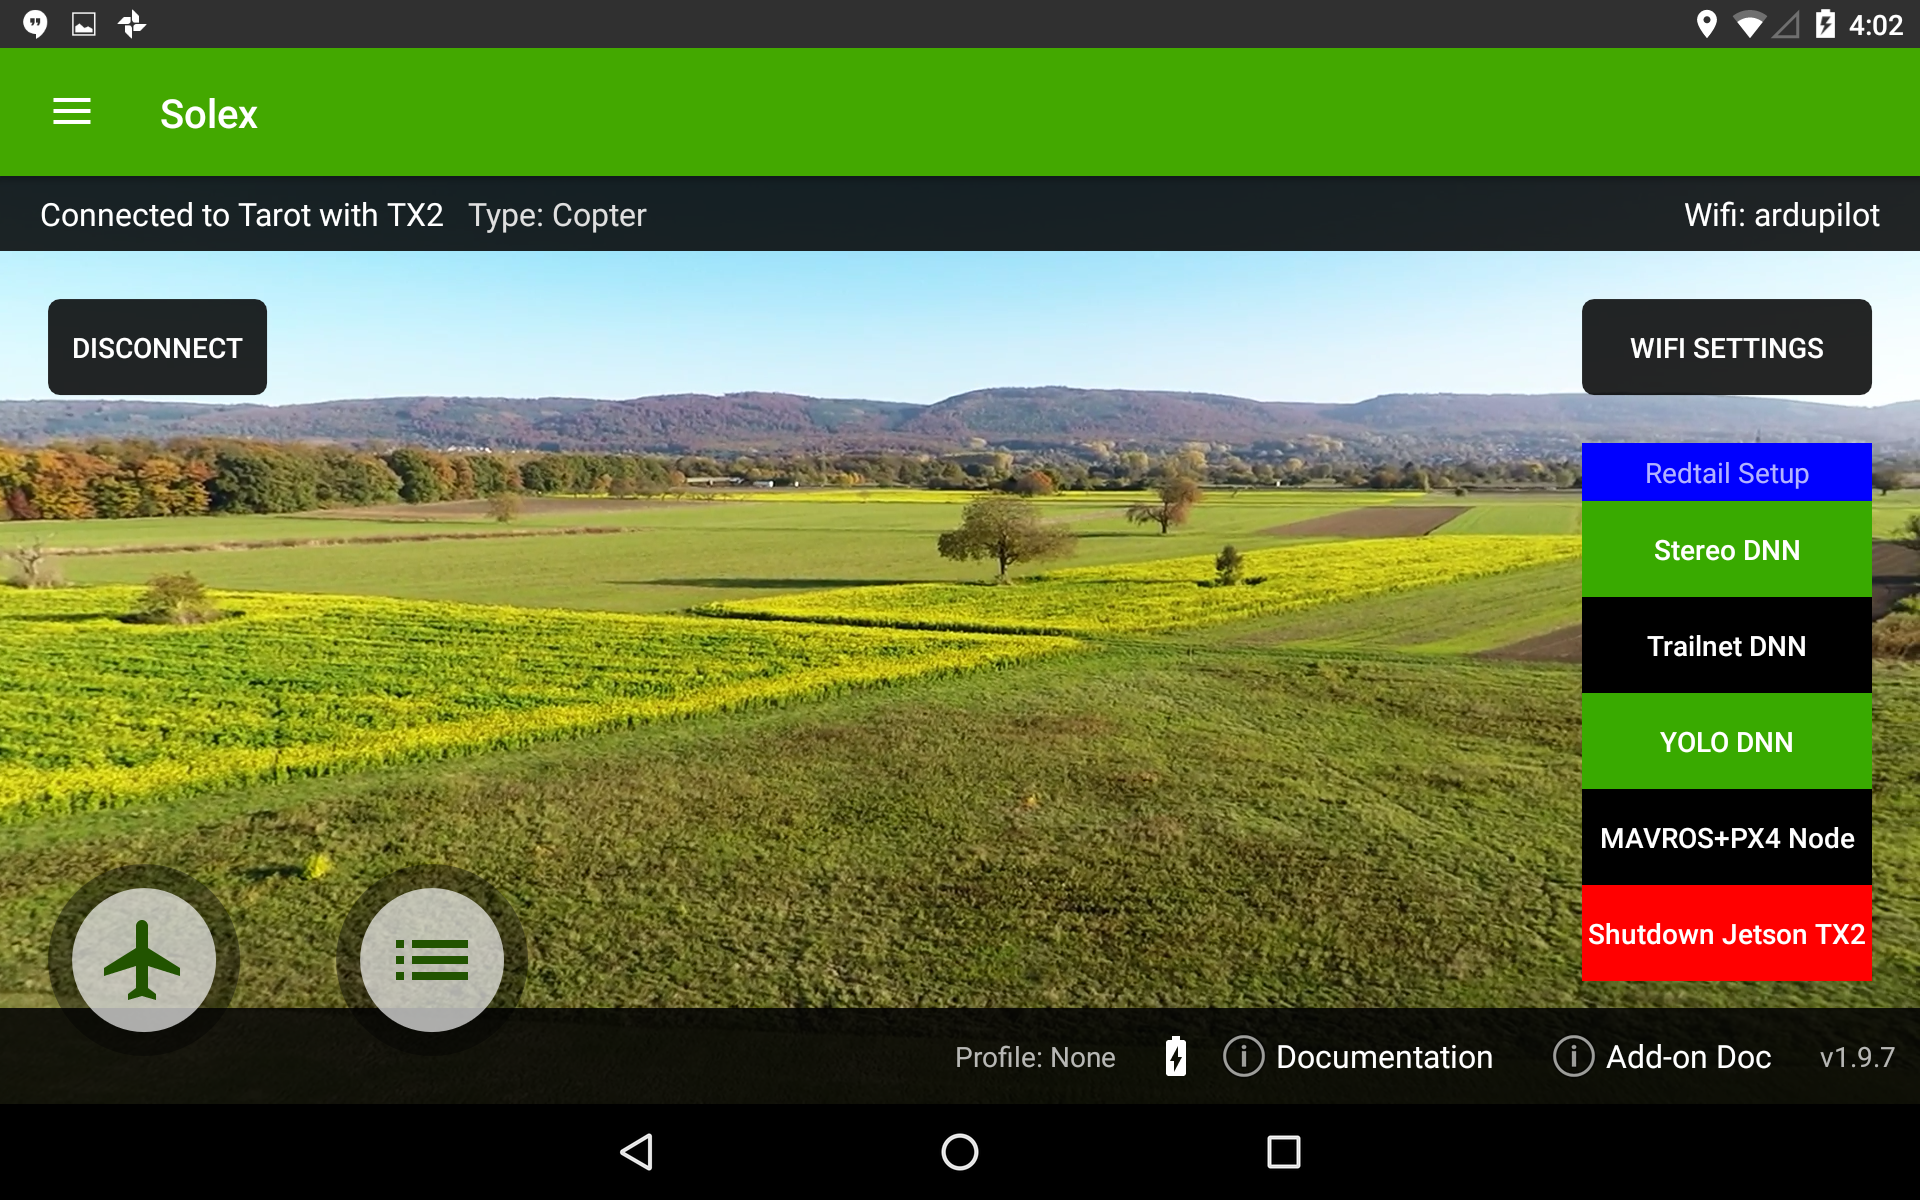 4:02
Solex
Connected to Tarot with TX2 Type: Copter Wifi: ardupilot
DISCONNECT
WIFI SETTINGS
Redtail Setup
Stereo DNN
Trailnet DNN
YOLO DNN
MAVROS+PX4 Node
Shutdown Jetson TX2
Profile: None Documentation Add-on Doc v1.9.7